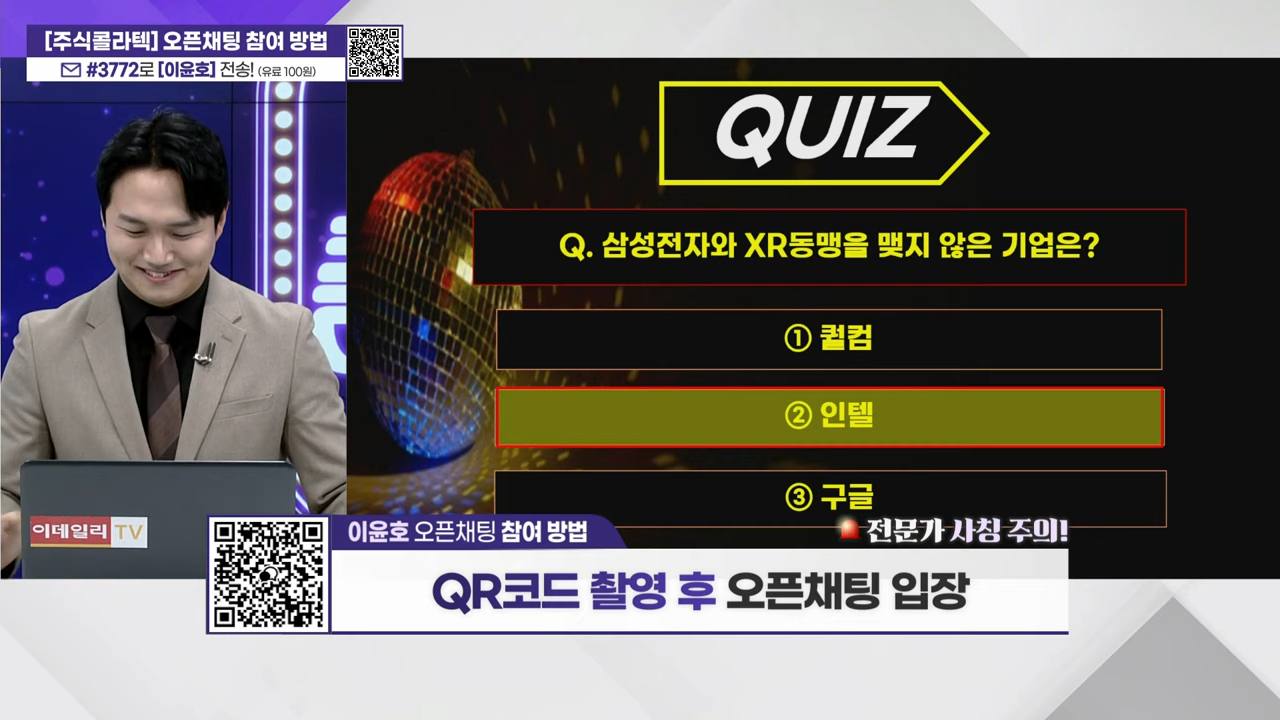 [주식콜라텍] 오픈채팅 참여 방법
#3772로 [이윤호] 전송! (유료 100원)
QUIZ
Q. 삼성전자와 XR동맹을 맺지 않은 기업은?
① 퀄컴
② 인텔
③ 구글
이데일리 TV
이윤호 오픈채팅 참여 방법
전문가 사칭 주의!
QR코드 촬영 후 오픈채팅 입장